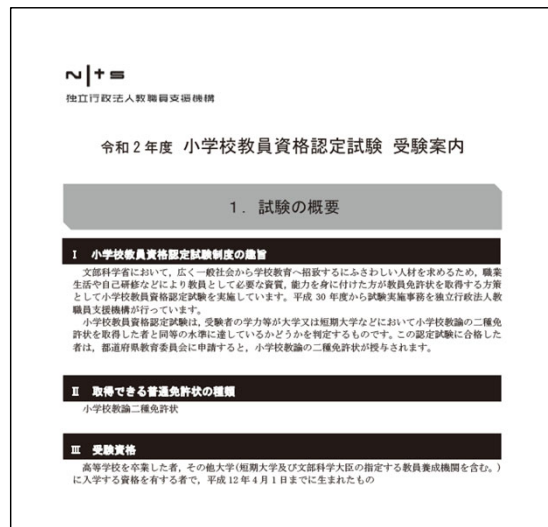 NITS
独立行政法人教職員支援機構
令和2年度 小学校教員資格認定試験 受験案内
1．試験の概要
Ⅰ 小学校教員資格認定試験制度の趣旨
文部科学省において，広く一般社会から学校教育へ招致するにふさわしい人材を求めるため，職業
生活や自己研修などにより教員として必要な資質，能力を身に付けた方が教員免許状を取得する方策
として小学校教員資格認定試験を実施しています。平成 30 年度から試験実施事務を独立行政法人教
職員支援機構が行っています。
小学校教員資格認定試験は，受験者の学力等が大学又は短期大学などにおいて小学校教諭の二種免
許状を取得した者と同等の水準に達しているかどうかを判定するものです。この認定試験に合格した
者は，都道府県教育委員会に申請すると，小学校教諭の二種免許状が授与されます。
Ⅱ 取得できる普通免許状の種類
小学校教諭二種免許状
Ⅲ 受験資格
高等学校を卒業した者，その他大学(短期大学及び文部科学大臣の指定する教員養成機関を含む。)
に入学する資格を有する者で，平成 12 年 4 月 1 日までに生まれたもの